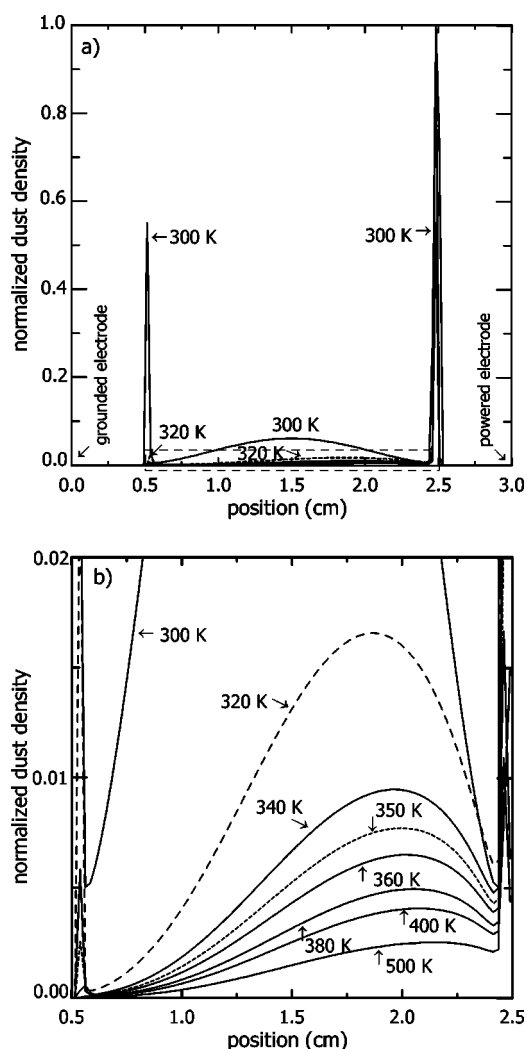 a)
1.0
0.8
0.6
0.4
0.2
0.0
normalized dust density
300 K
300 K
grounded electrode
powered electrode
320 K
300 K
320 K
0.0 0.5 1.0 1.5 2.0 2.5 3.0
position (cm)
b)
0.02
0.01
0.00
normalized dust density
300 K
320 K
340 K
350 K
360 K
400 K
380 K
500 K
0.5 1.0 1.5 2.0 2.5
position (cm)